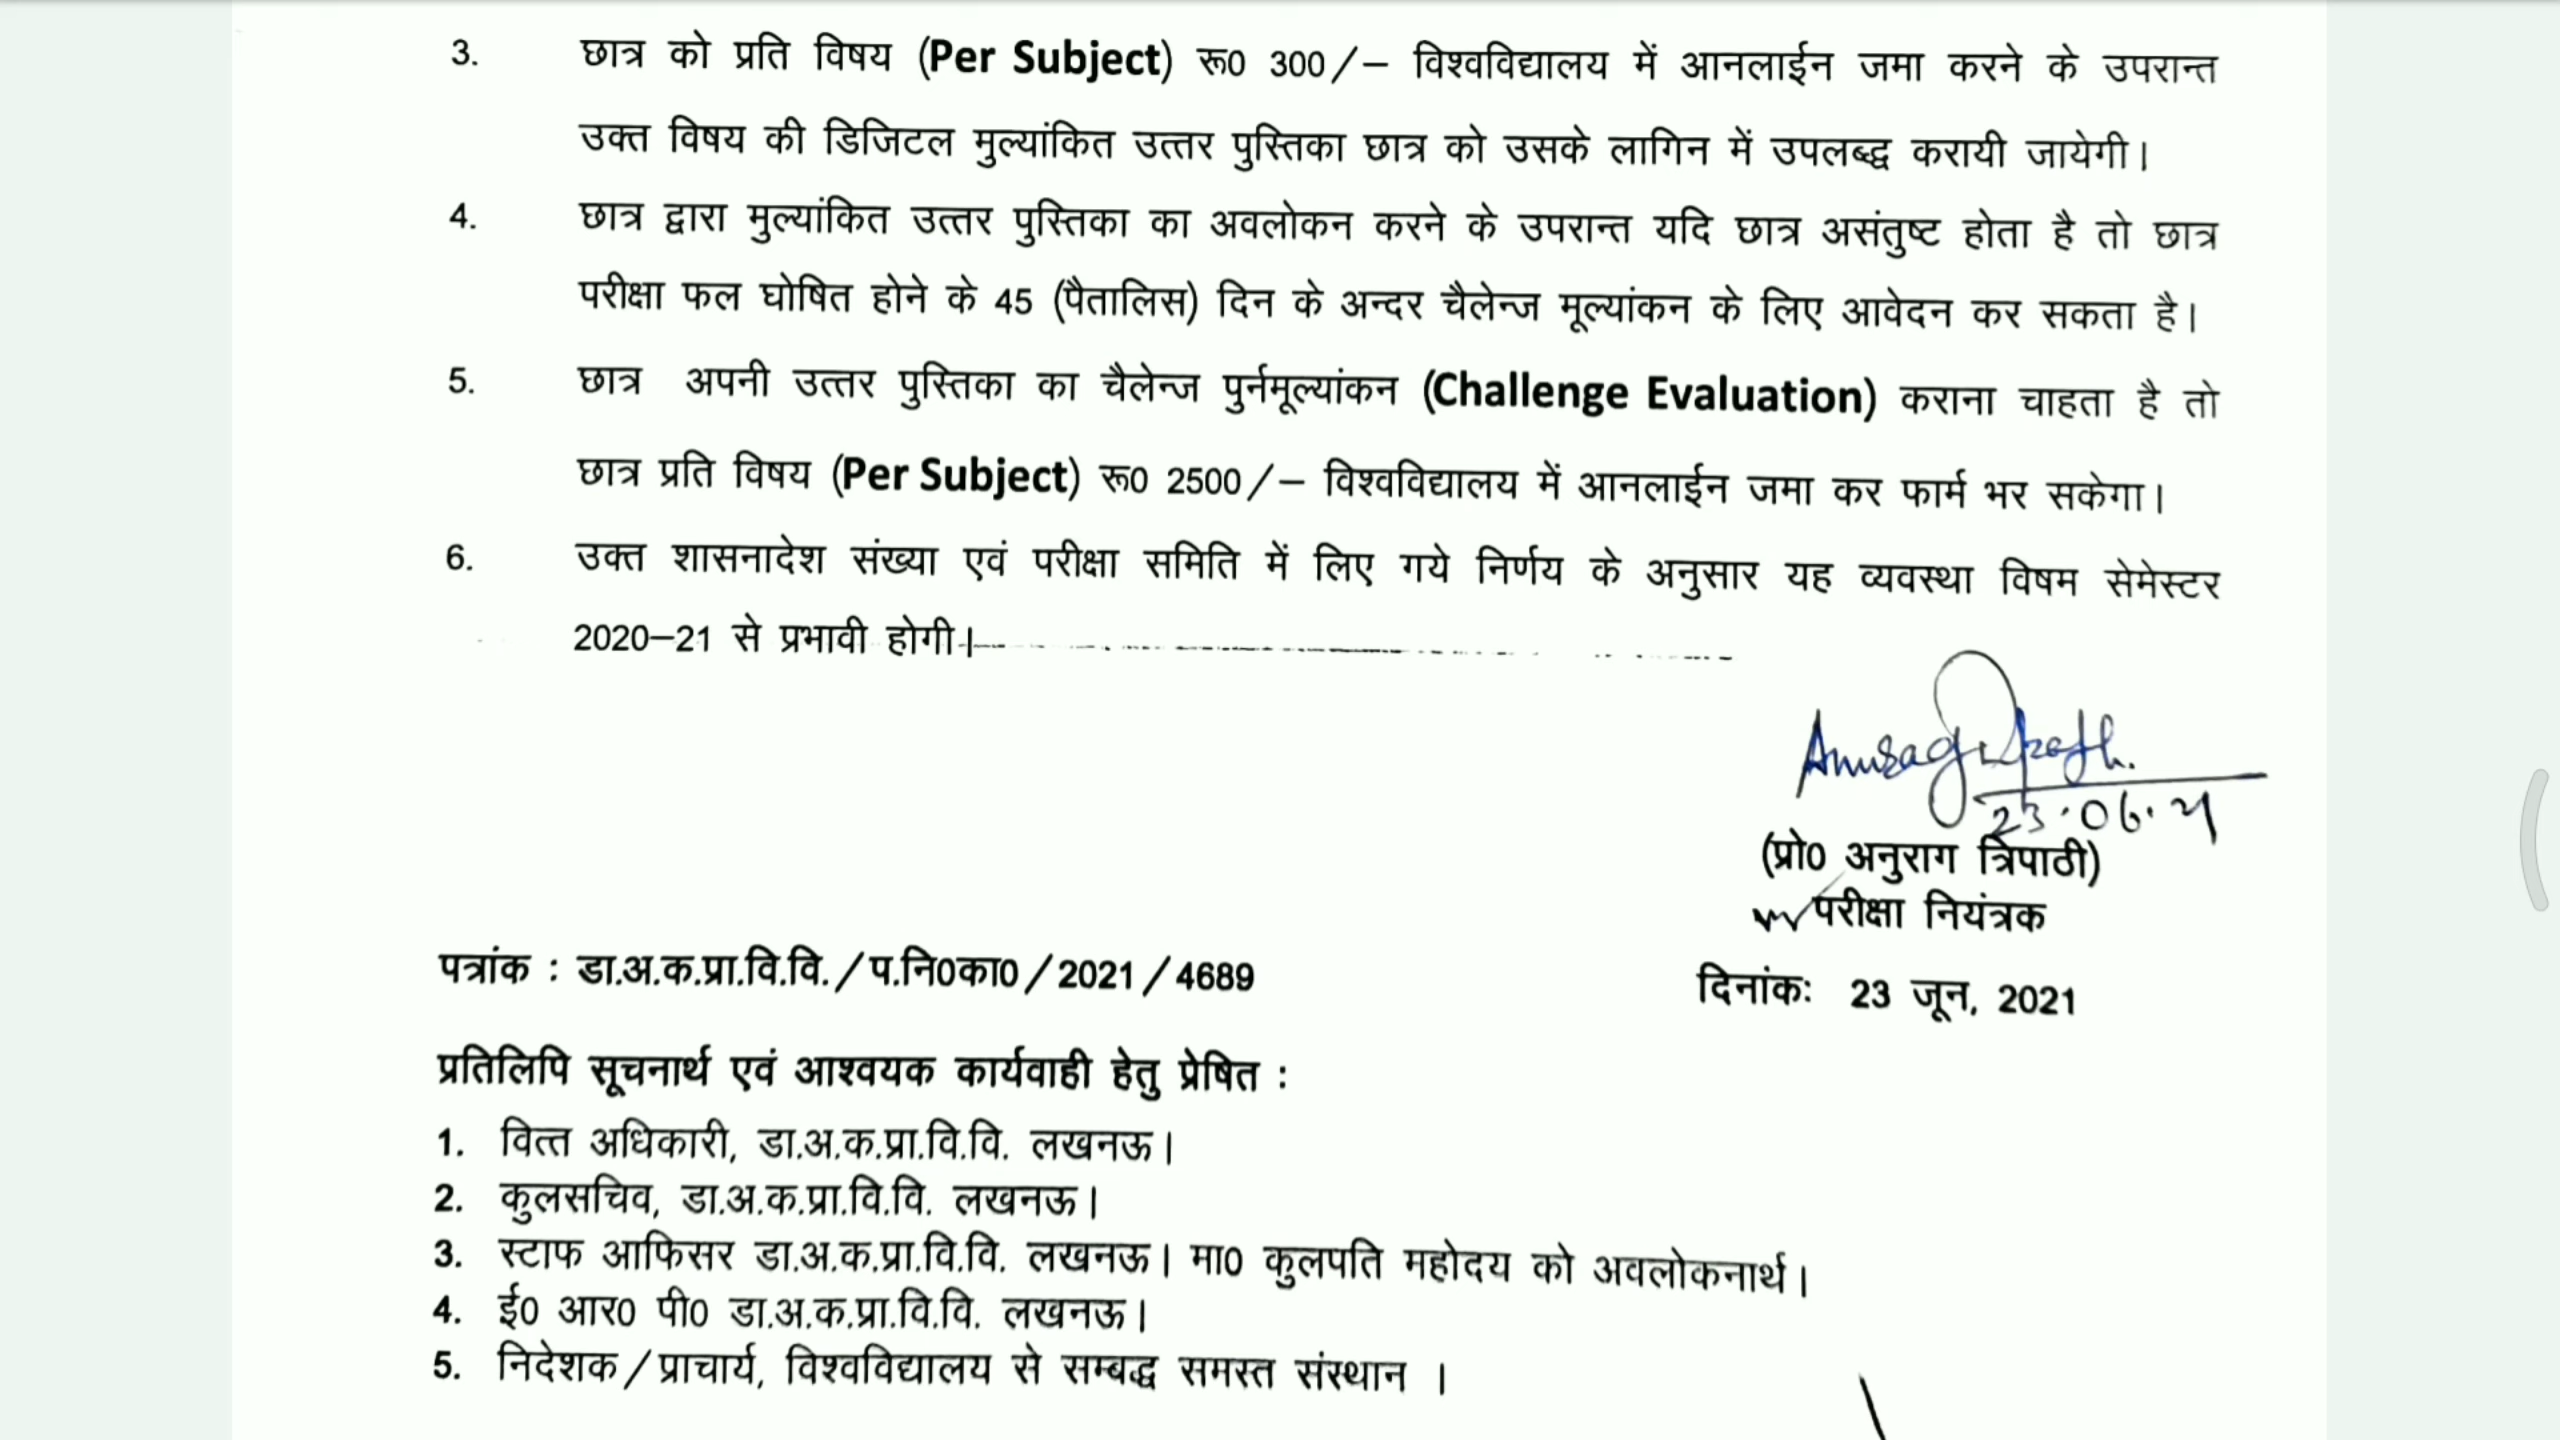 3. छात्र को प्रति विषय (Per Subject) रू0 300/– विश्वविद्यालय में आनलाईन जमा करने के उपरान्त
उक्त विषय की डिजिटल मुल्यांकित उत्तर पुस्तिका छात्र को उसके लागिन में उपलब्द्ध करायी जायेगी।
4. छात्र द्वारा मुल्यांकित उत्तर पुस्तिका का अवलोकन करने के उपरान्त यदि छात्र असंतुष्ट होता है तो छात्र
परीक्षा फल घोषित होने के 45 (पैतालिस) दिन के अन्दर चैलेन्ज मूल्यांकन के लिए आवेदन कर सकता है।
5. छात्र अपनी उत्तर पुस्तिका का चैलेन्ज पुर्नमूल्यांकन (Challenge Evaluation) कराना चाहता है तो
छात्र प्रति विषय (Per Subject) रू0 2500/– विश्वविद्यालय में आनलाईन जमा कर फार्म भर सकेगा।
6. उक्त शासनादेश संख्या एवं परीक्षा समिति में लिए गये निर्णय के अनुसार यह व्यवस्था विषम सेमेस्टर
2020–21 से प्रभावी होगी।
23.06.21
(प्रो0 अनुराग त्रिपाठी)
परीक्षा नियंत्रक
पत्रांक : डा.अ.क.प्रा.वि.वि./प.नि0का0/2021/4689 दिनांकः 23 जून, 2021
प्रतिलिपि सूचनार्थ एवं आश्वयक कार्यवाही हेतु प्रेषित :
1. वित्त अधिकारी, डा.अ.क.प्रा.वि.वि. लखनऊ।
2. कुलसचिव, डा.अ.क.प्रा.वि.वि. लखनऊ।
3. स्टाफ आफिसर डा.अ.क.प्रा.वि.वि. लखनऊ। मा0 कुलपति महोदय को अवलोकनार्थ।
4. ई0 आर0 पी0 डा.अ.क.प्रा.वि.वि. लखनऊ।
5. निदेशक/प्राचार्य, विश्वविद्यालय से सम्बद्ध समस्त संस्थान ।